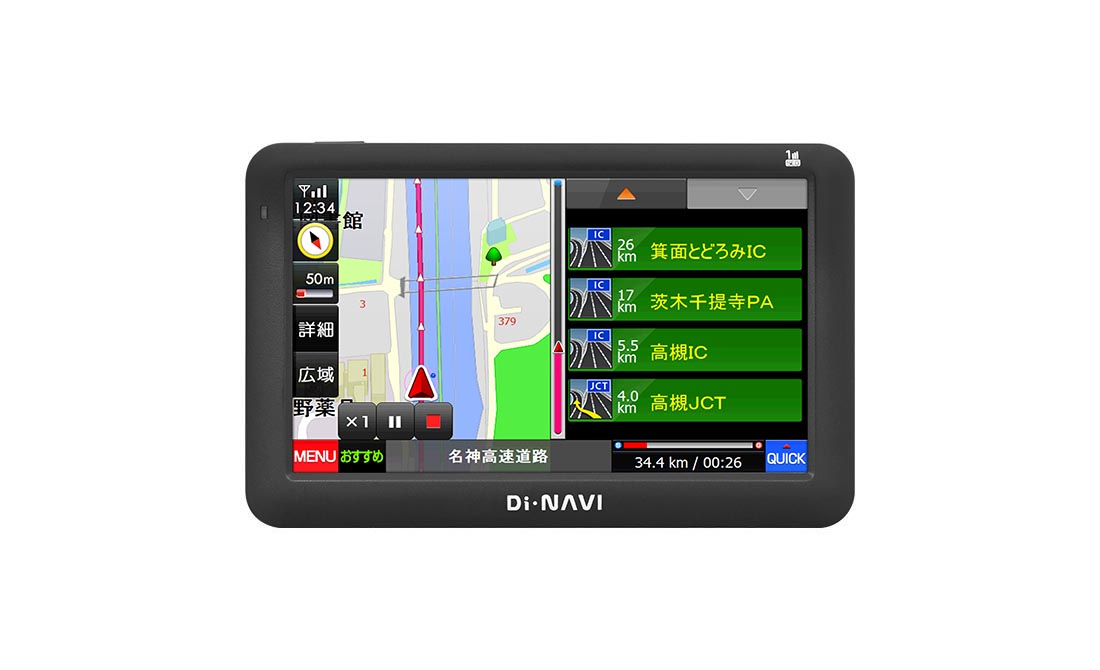 12:34
書館
50m
詳細
広域
野薬
3
379
1
×1
MENU
おすすめ
名神高速道路
IC
26
km
箕面とどろみIC
IC
17
km
茨木千提寺PA
IC
5.5
km
高槻IC
JCT
4.0
km
高槻JCT
34.4 km / 00:26
QUICK
Di·NAVI